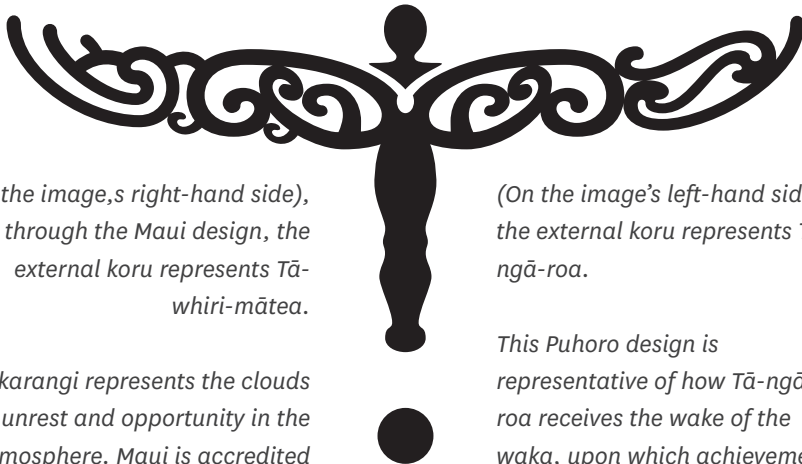 the image,s right-hand side),
through the Maui design, the
external koru represents Tā-
whiri-mātea.
karangi represents the clouds
unrest and opportunity in the
mosphere. Maui is accredited
(On the image’s left-hand sid
the external koru represents
ngā-roa.
This Puhoro design is
representative of how Tā-ngā
roa receives the wake of the
waka, upon which achieveme